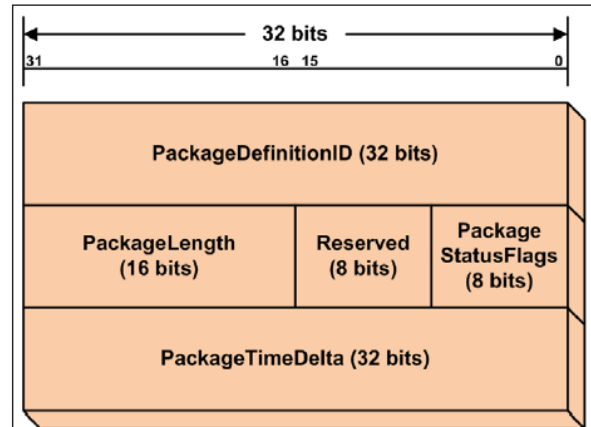 32 bits
31 16 15 0
PackageDefinitionID (32 bits)
PackageLength
(16 bits)
Reserved
(8 bits)
Package
StatusFlags
(8 bits)
PackageTimeDelta (32 bits)